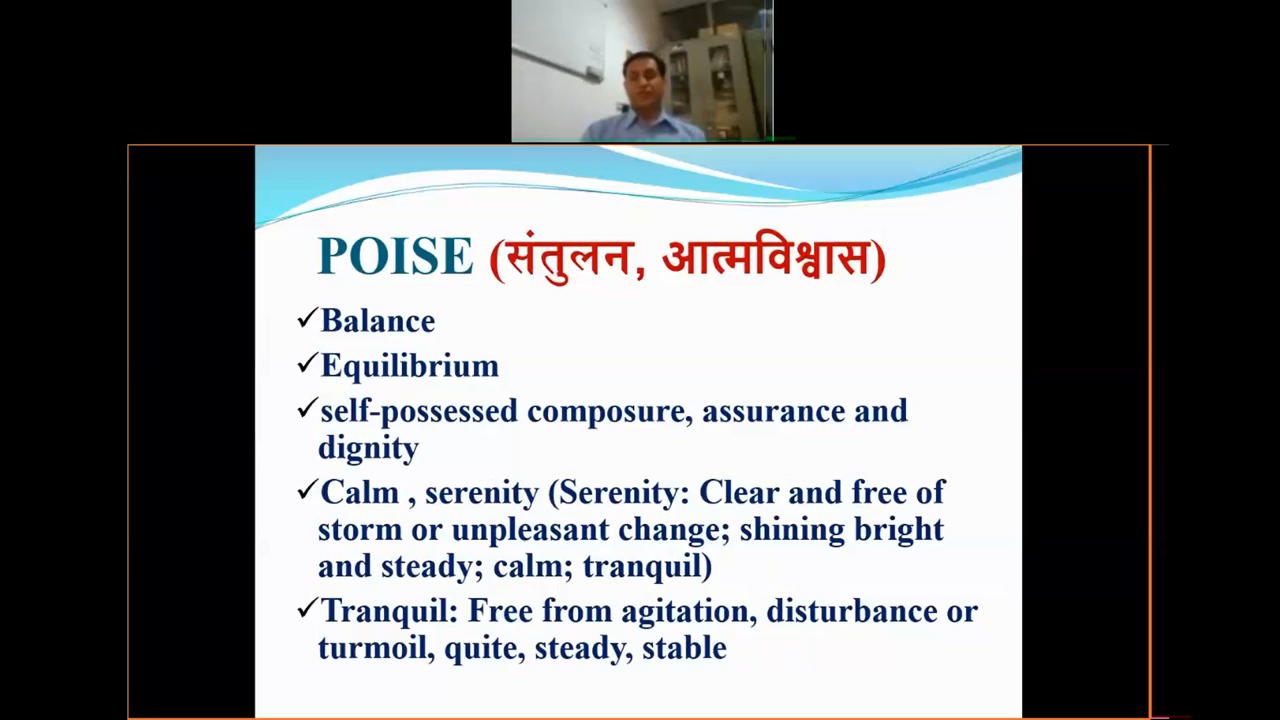 POISE (संतुलन, आत्मविश्वास)
✓Balance
✓Equilibrium
✓self-possessed composure, assurance and
dignity
✓Calm , serenity (Serenity: Clear and free of
storm or unpleasant change; shining bright
and steady; calm; tranquil)
✓Tranquil: Free from agitation, disturbance or
turmoil, quite, steady, stable